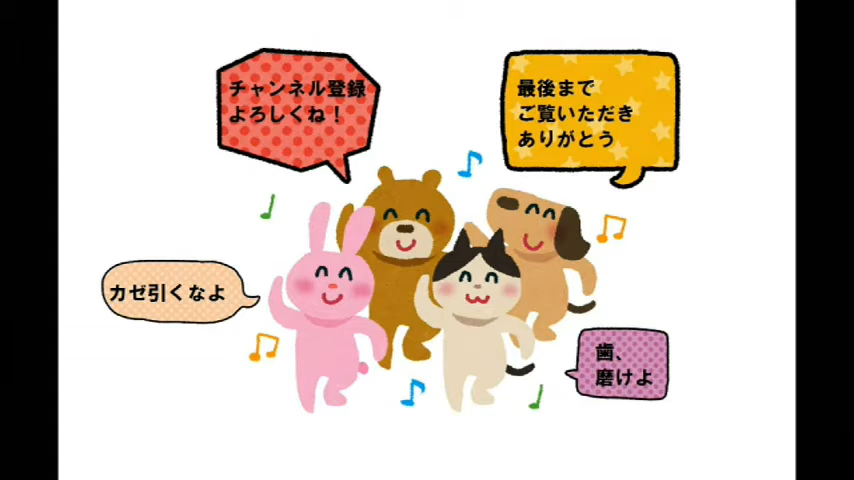 チャンネル登録
よろしくね！
最後まで
ご覧いただき
ありがとう
カゼ引くなよ
歯、
磨けよ